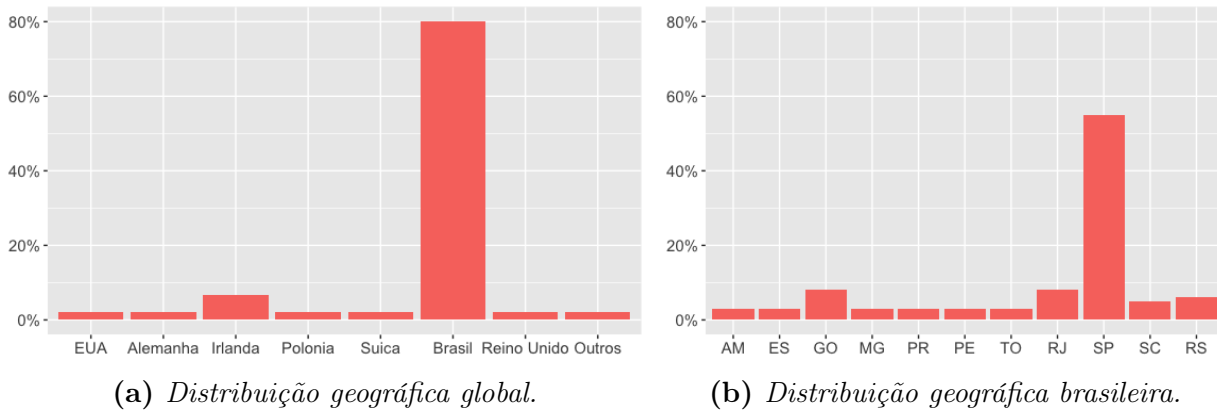 80%
60%
40%
20%
0%
EUA Alemanha Irlanda Polonia Suica Brasil Reino Unido Outros
(a) Distribuição geográfica global.
80%
60%
40%
20%
0%
AM ES GO MG PR PE TO RJ SP SC RS
(b) Distribuição geográfica brasileira.